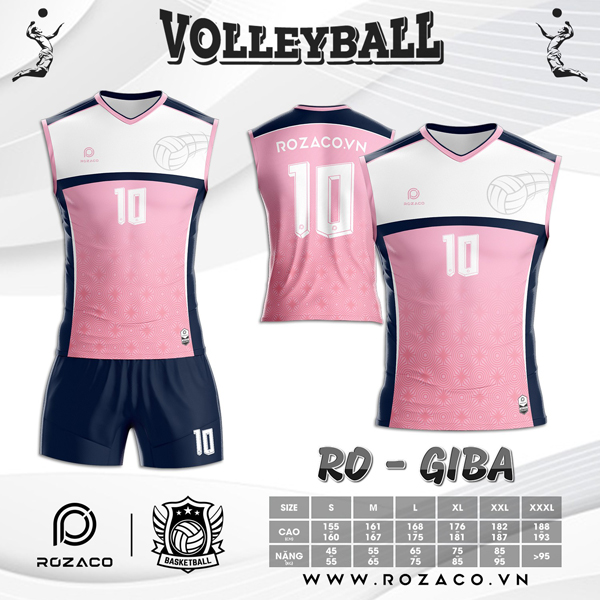 VOLLEYBALL
ROZACO
10
ROZACO.VN
10
ROZACO
10
10
RO - GIBA
SIZE S M L XL XXL XXXL
CAO 155 160 161 167 168 175 176 181 182 187 188 193
NẶNG 45 55 55 65 65 75 75 85 85 95 >95
ROZACO
BASKETBALL
WWW.ROZACO.VN